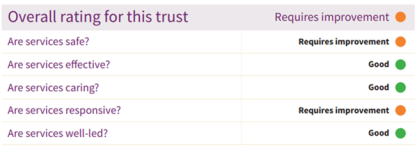 Overall rating for this trust Requires improvement
Are services safe? Requires improvement
Are services effective? Good
Are services caring? Good
Are services responsive? Requires improvement
Are services well-led? Good